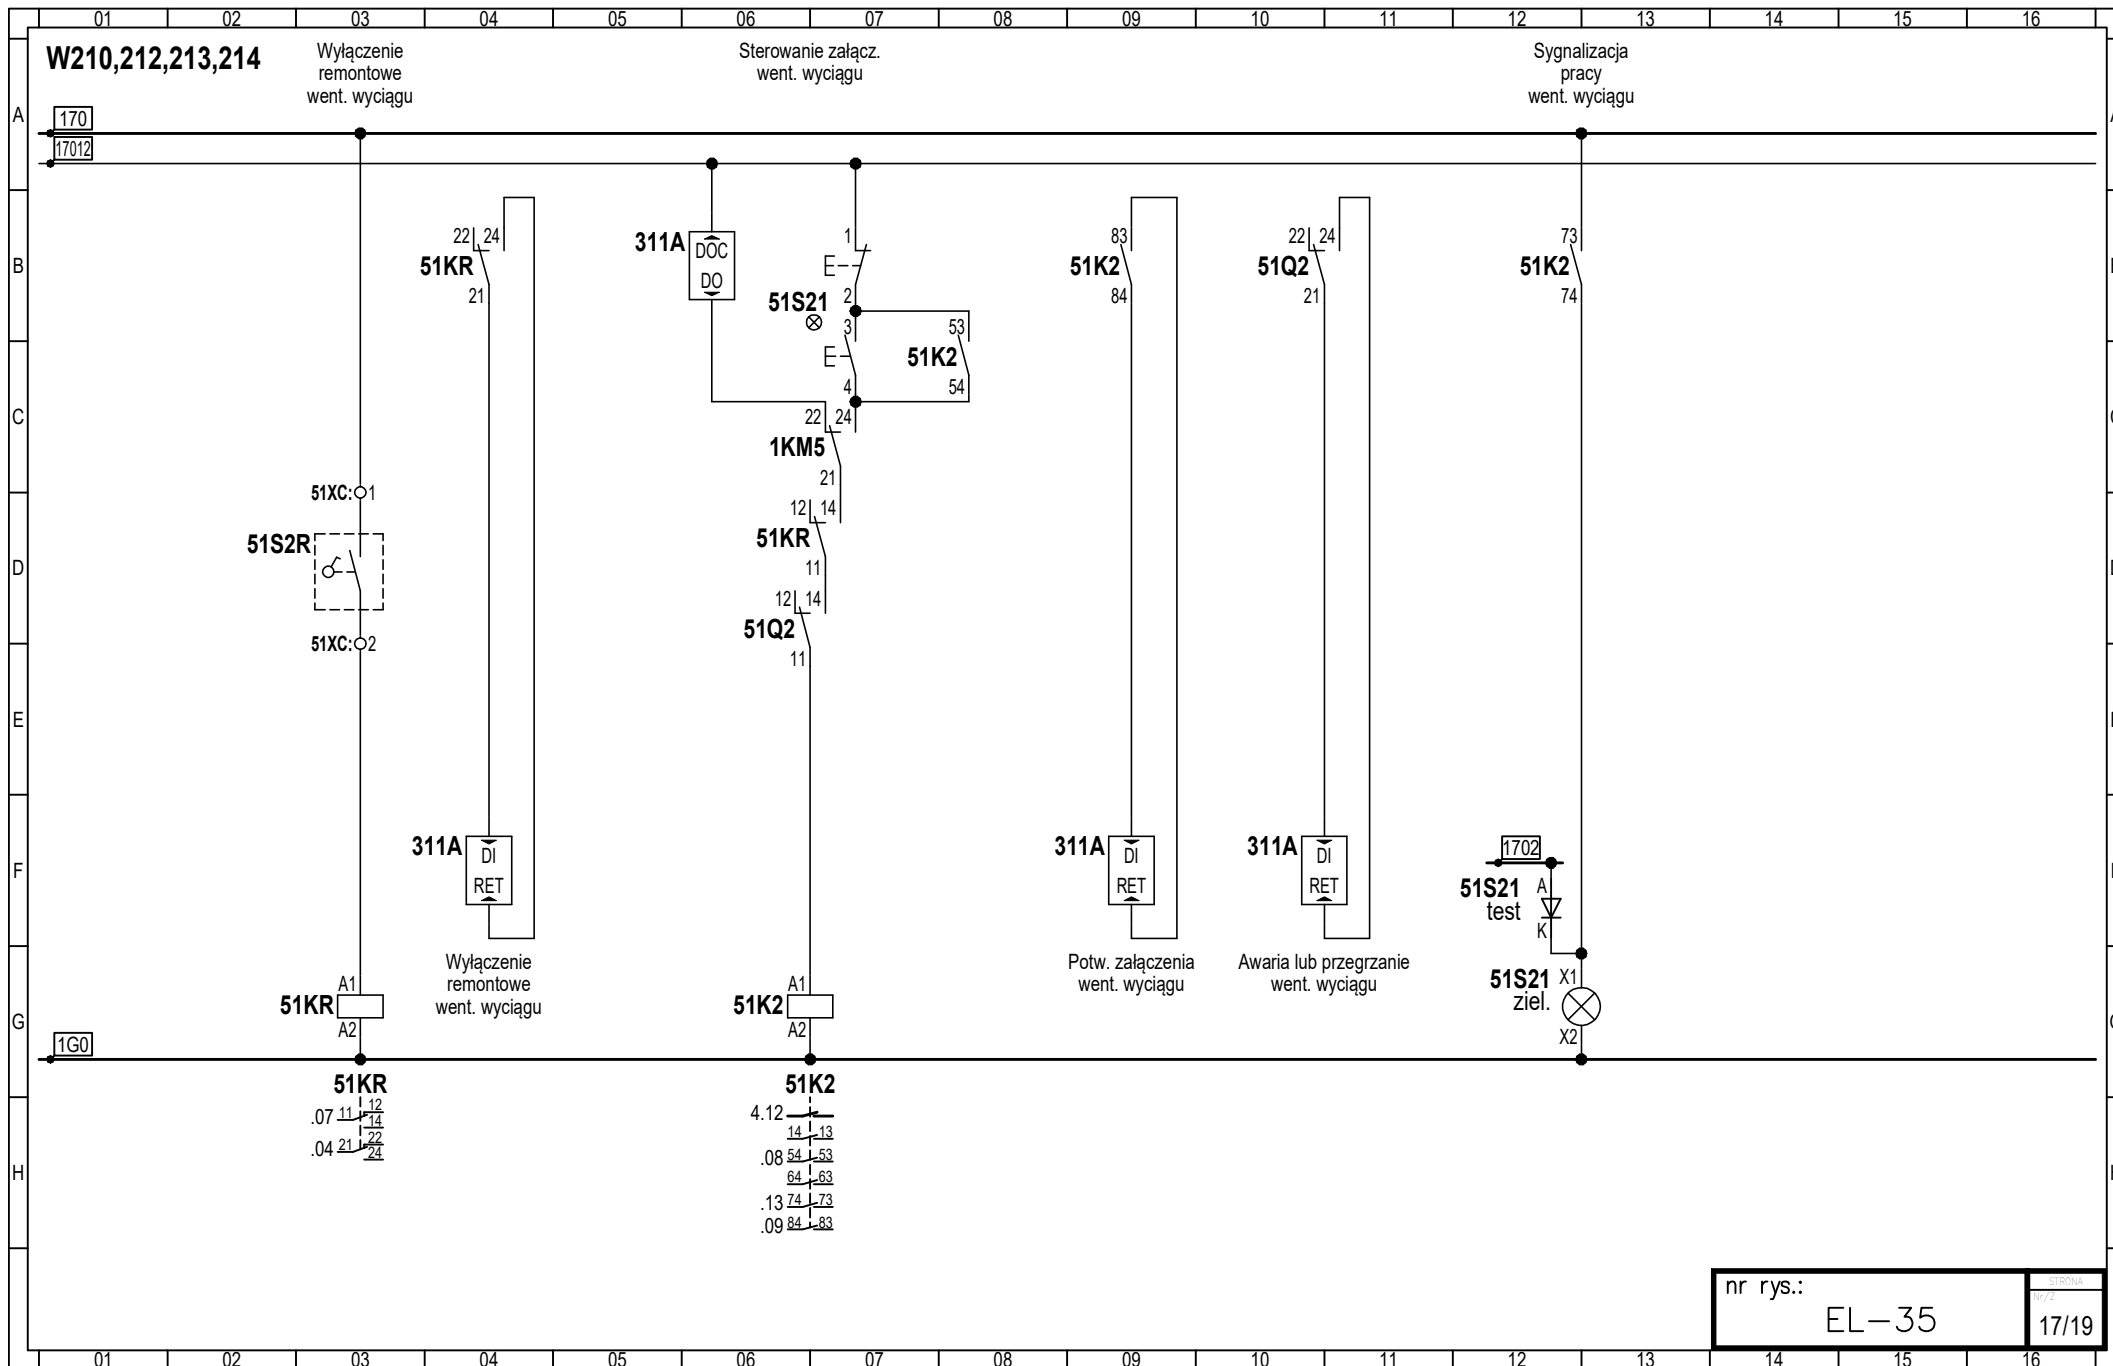 01 02 03 04 05 06 07 08 09 10 11 12 13 14 15 16
W210,212,213,214
Wyłączenie
remontowe
went. wyciągu
Sterowanie załącz.
went. wyciągu
Sygnalizacja
pracy
went. wyciągu
A
170
17012
B
22 24
51KR
21
311A
DOC
DO
1
E
2
51S21
3
E
4
53
51K2
54
83
51K2
84
22 24
51Q2
21
73
51K2
74
C
22 24
1KM5
21
D
51XC: 1
51S2R
51XC: 2
12 14
51KR
11
12 14
51Q2
11
E
F
311A
DI
RET
311A
DI
RET
311A
DI
RET
1702
51S21
test
A
K
Wyłączenie
remontowe
went. wyciągu
Potw. załączenia
went. wyciągu
Awaria lub przegrzanie
went. wyciągu
G
A1
51KR
A2
A1
51K2
A2
51S21
ziel.
X1
X2
1G0
51KR
.07 11 12
14
.04 21 22
24
51K2
4.12
14 13
.08 54 53
64 63
.13 74 73
.09 84 83
H
nr rys.:
EL-35
STRONA
Nr/Z
17/19
01 02 03 04 05 06 07 08 09 10 11 12 13 14 15 16